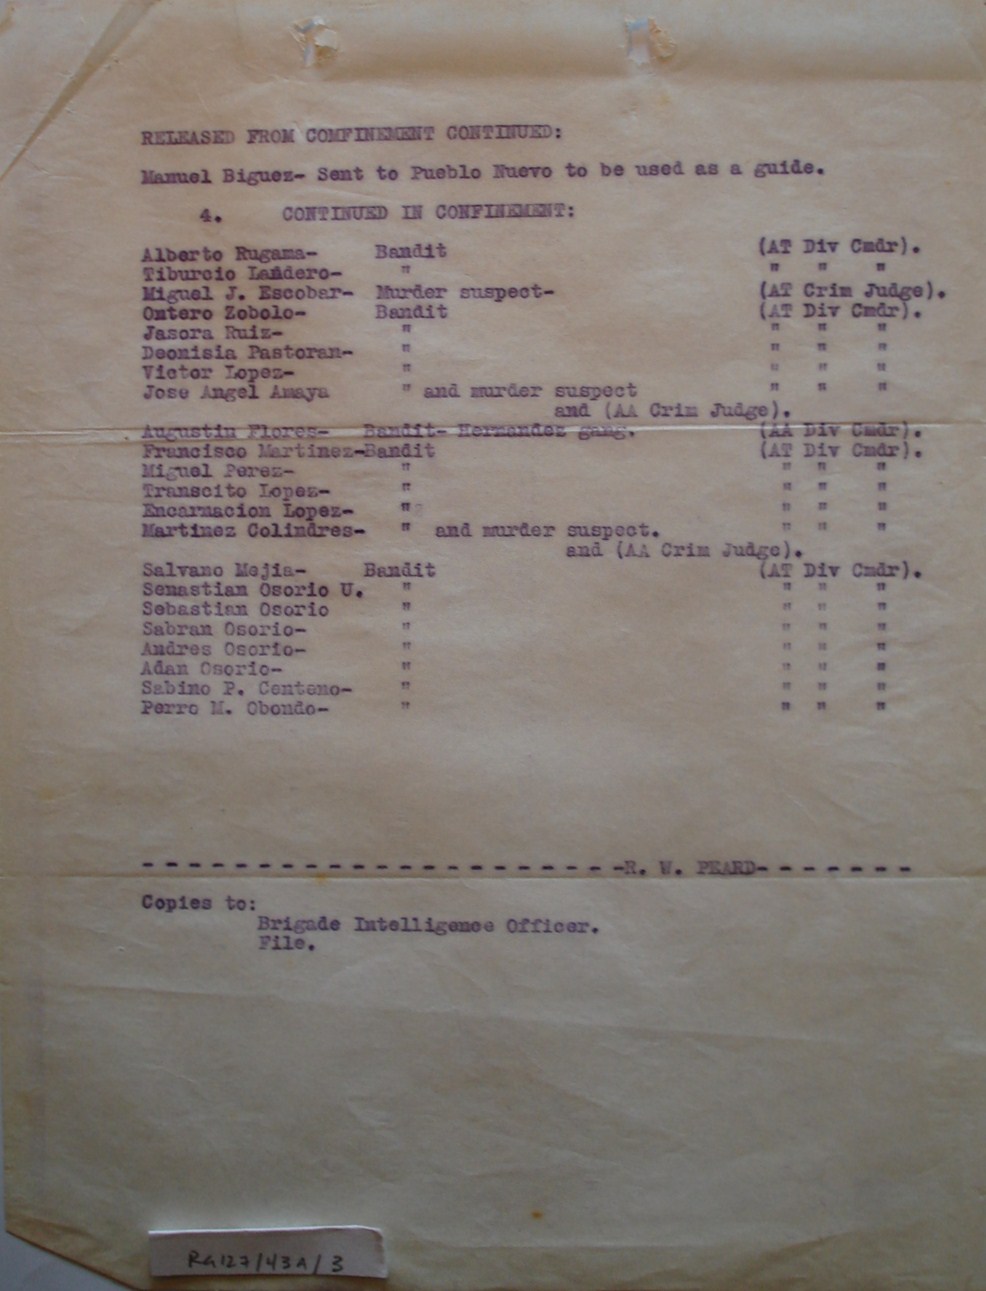 RELEASED FROM COMFINEMENT CONTINUED:
Manuel Biguez- Sent to Pueblo Nuevo to be used as a guide.
4. CONTINUED IN CONFINEMENT:
Alberto Rugama- Bandit (AT Div Cmdr).
Tiburcio Landero- " " " "
Miguel J. Escobar- Murder suspect- (AT Crim Judge).
Omtero Zobolo- Bandit (AT Div Cmdr).
Jasora Ruiz- " " " "
Deonisia Pastoran- " " " "
Victor Lopez- " " " "
Jose Angel Amaya " and murder suspect " " "
and (AA Crim Judge).
Augustin Flores- Bandit- Hernandez gang. (AA Div Cmdr).
Francisco Martinez-Bandit (AT Div Cmdr).
Miguel Perez- " " " "
Transcito Lopez- " " " "
Encarnacion Lopez- " " " "
Martinez Colindres- " and murder suspect. " " "
and (AA Crim Judge).
Salvano Mejia- Bandit (AT Div Cmdr).
Senastian Osorio U. " " " "
Sebastian Osorio " " " "
Sabran Osorio- " " " "
Andres Osorio- " " " "
Adan Osorio- " " " "
Sabino P. Centeno- " " " "
Perro M. Obondo- " " " "
- - - - - - - - - - - - - - - - - - - - -R. W. PEARD- - - - - - -
Copies to:
Brigade Intelligence Officer.
File.
RG127/43A/3